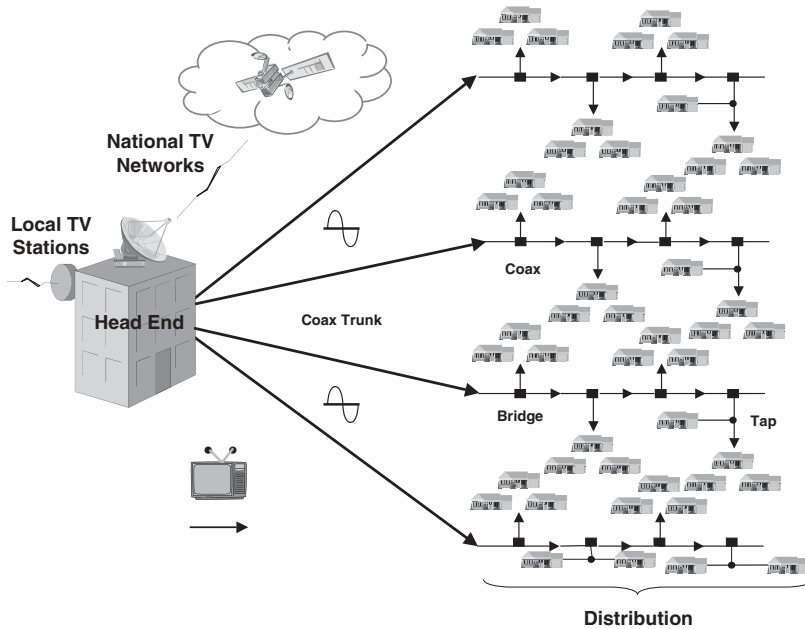 National TV
Networks
Local TV
Stations
Head End
Coax Trunk
Coax
Bridge
Tap
Distribution